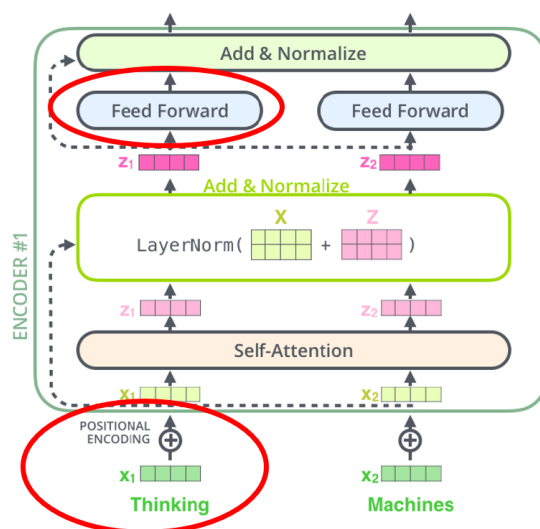 Add & Normalize
Feed Forward
Feed Forward
z1
z2
Add & Normalize
X
Z
LayerNorm(
+
)
z1
z2
Self-Attention
x1
x2
POSITIONAL
ENCODING
x1
x2
Thinking
Machines
ENCODER #1